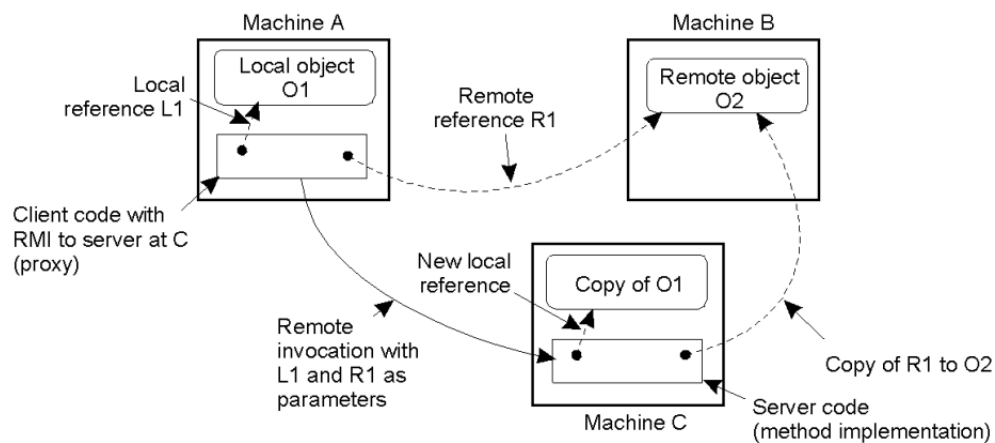 Machine A
Machine B
Local object
O1
Remote object
O2
Local
reference L1
Remote
reference R1
Client code with
RMI to server at C
(proxy)
New local
reference
Copy of O1
Remote
invocation with
L1 and R1 as
parameters
Copy of R1 to O2
Machine C
Server code
(method implementation)